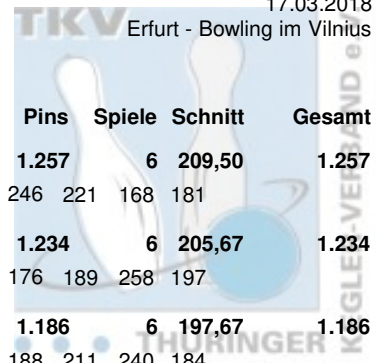 17.03.2018
TKV
Erfurt - Bowling im Vilnius
Pins Spiele Schnitt Gesamt
1.257 6 209,50 1.257
246 221 168 181
1.234 6 205,67 1.234
176 189 258 197
1.186 6 197,67 1.186
THÜRINGER
KEGLER-VERBAND e.V.
188 211 240 184